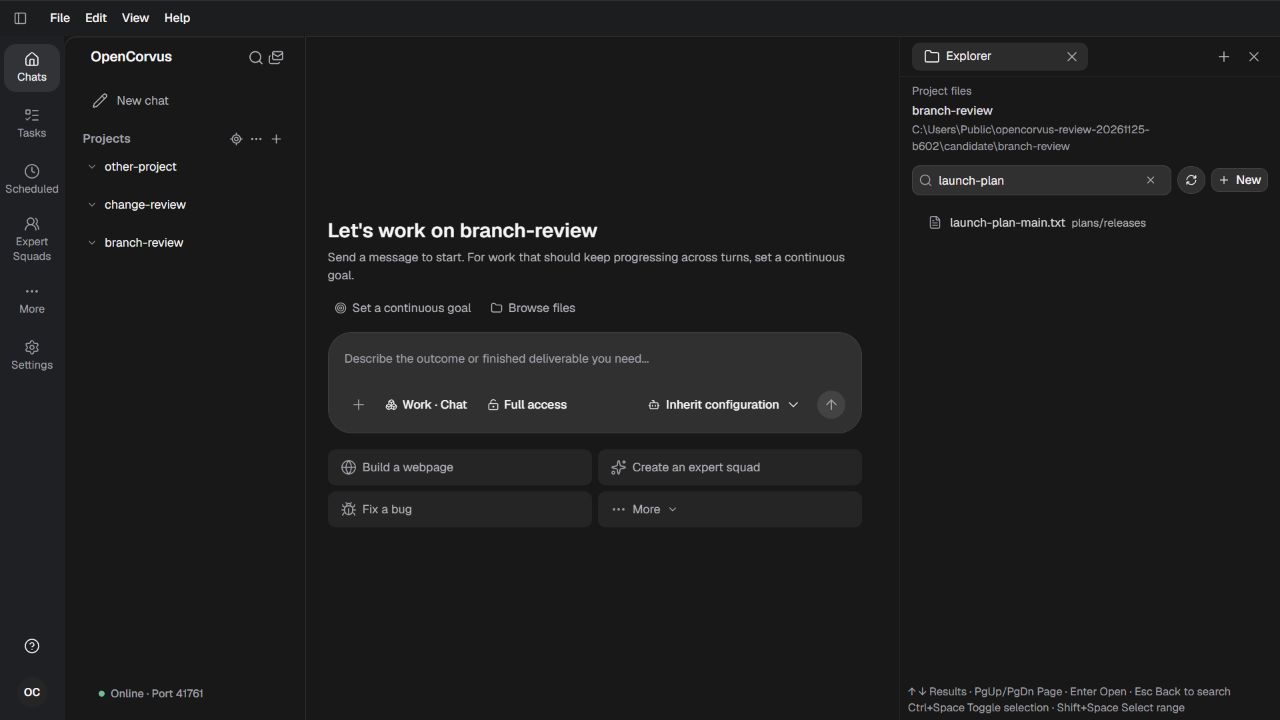 File Edit View Help
Chats
Tasks
Scheduled
Expert
Squads
More
Settings
OC
OpenCorvus
New chat
Projects
other-project
change-review
branch-review
Online · Port 41761
Let's work on branch-review
Send a message to start. For work that should keep progressing across turns, set a continuous
goal.
Set a continuous goal Browse files
Describe the outcome or finished deliverable you need...
Work · Chat Full access Inherit configuration
Build a webpage Create an expert squad
Fix a bug More
Explorer
Project files
branch-review
C:\Users\Public\opencorvus-review-20261125-
b602\candidate\branch-review
launch-plan New
launch-plan-main.txt plans/releases
↑↓ Results · PgUp/PgDn Page · Enter Open · Esc Back to search
Ctrl+Space Toggle selection · Shift+Space Select range